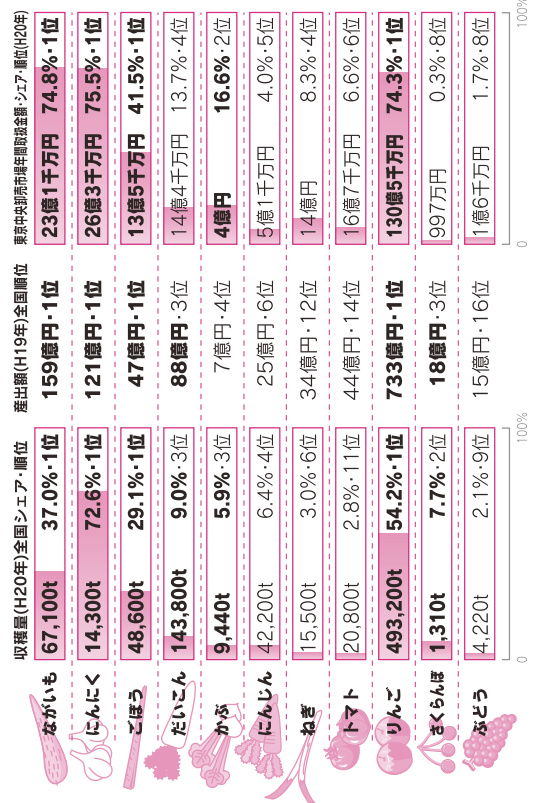 収穫量(H20年)全国シェア・順位 産出額(H19年)全国順位 東京中央卸売市場年間取扱金額・シェア・順位(H20年)
ながいも 67,100t 37.0%・1位 159億円・1位 23億1千万円 74.8%・1位
にんにく 14,300t 72.6%・1位 121億円・1位 26億3千万円 75.5%・1位
ごぼう 48,600t 29.1%・1位 47億円・1位 13億5千万円 41.5%・1位
だいこん 143,800t 9.0%・3位 88億円・3位 14億4千万円 13.7%・4位
かぶ 9,440t 5.9%・3位 7億円・4位 4億円 16.6%・2位
にんじん 42,200t 6.4%・4位 25億円・6位 5億1千万円 4.0%・5位
ねぎ 15,500t 3.0%・6位 34億円・12位 14億円 8.3%・4位
トマト 20,800t 2.8%・11位 44億円・14位 16億7千万円 6.6%・6位
りんご 493,200t 54.2%・1位 733億円・1位 130億5千万円 74.3%・1位
さくらんぼ 1,310t 7.7%・2位 18億円・3位 997万円 0.3%・8位
ぶどう 4,220t 2.1%・9位 15億円・16位 1億6千万円 1.7%・8位
0 100% 0 100%